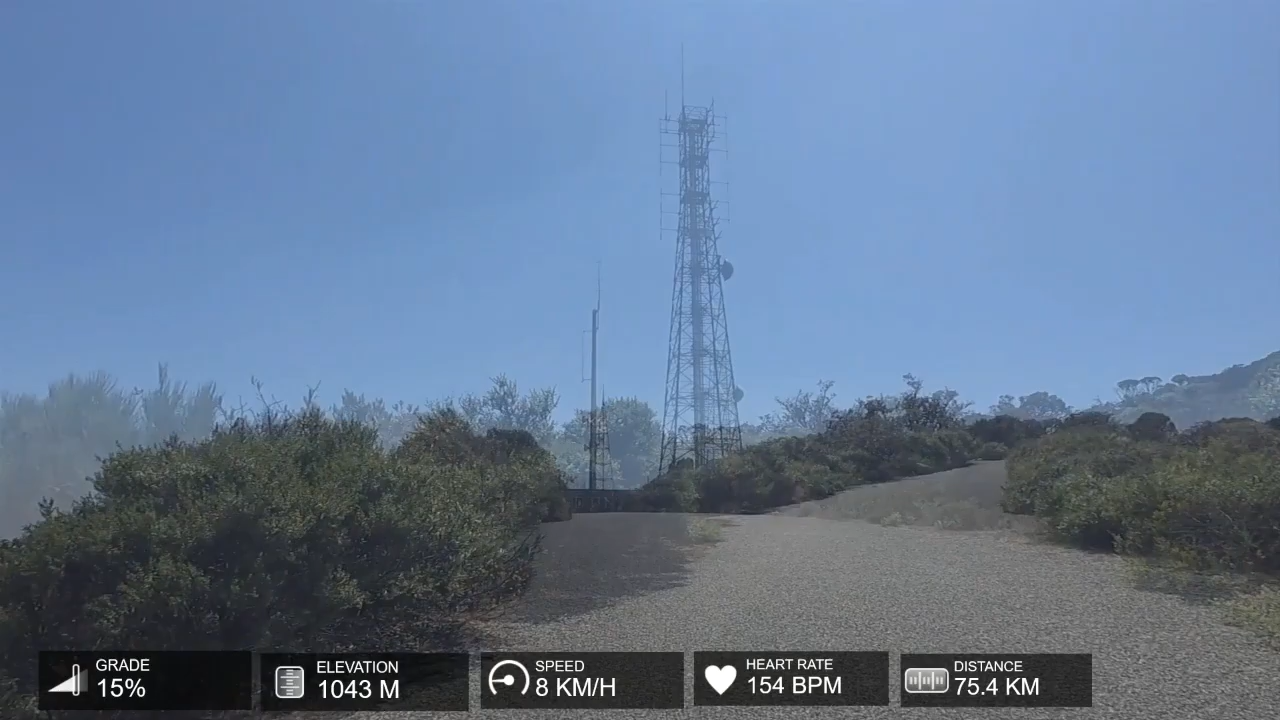 GRADE
15%
ELEVATION
1043 M
SPEED
8 KM/H
HEART RATE
154 BPM
DISTANCE
75.4 KM